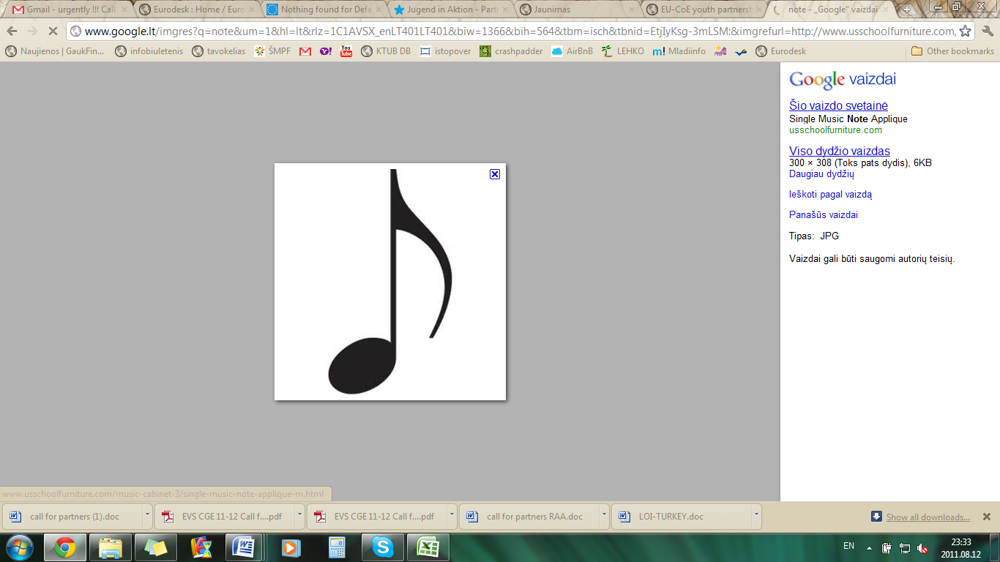 Gmail - urgently !!! Call
Eurodesk : Home / Euro
Nothing found for Defa
Jugend in Aktion - Part
Jaunimas
EU-CoE youth partnersh
note - „Google“ vaizdai
www.google.lt/imgres?q=note&um=1&hl=lt&rlz=1C1AVSX_enLT401LT401&biw=1366&bih=564&tbm=isch&tbnid=EtjIyKsg-3mLSM:&imgrefurl=http://www.usschoolfurniture.com,
Naujienos | GaukFin...
infobiuletenis
tavokelias
ŠMPF
You Tube
KTUB DB
istopover
crashpadder
AirBnB
LEHKO
m! Mladiinfo
Eurodesk
Other bookmarks
Google vaizdai
Šio vaizdo svetainė
Single Music Note Applique
usschoolfurniture.com
Viso dydžio vaizdas
300 × 308 (Toks pats dydis), 6KB
Daugiau dydžių
Ieškoti pagal vaizdą
Panašūs vaizdai
Tipas: JPG
Vaizdai gali būti saugomi autorių teisių.
www.usschoolfurniture.com/music-cabinet-3/single-music-note-applique-m.html
call for partners (1).doc
EVS CGE 11-12 Call f....pdf
EVS CGE 11-12 Call f....pdf
call for partners RAA.doc
LOI-TURKEY.doc
Show all downloads...
EN
23:33
2011.08.12